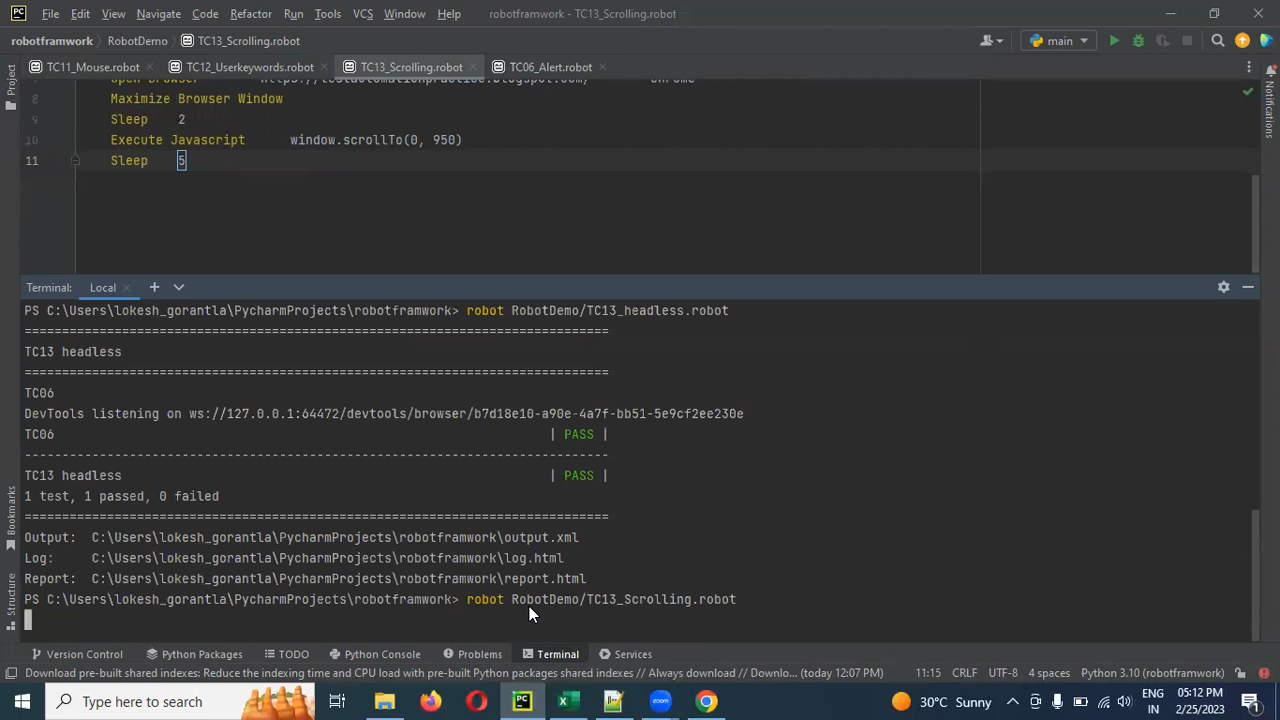 PC File Edit View Navigate Code Refactor Run Tools VCS Window Help robotframwork - TC13_Scrolling.robot
robotframwork RobotDemo TC13_Scrolling.robot main
TC11_Mouse.robot TC12_Userkeywords.robot TC13_Scrolling.robot TC06_Alert.robot
Project
Notifications
8 Maximize Browser Window
9 Sleep 2
10 Execute Javascript window.scrollTo(0, 950)
11 Sleep 5
Terminal: Local
PS C:\Users\lokesh_gorantla\PycharmProjects\robotframwork> robot RobotDemo/TC13_headless.robot
==============================================================================
TC13 headless
==============================================================================
TC06
DevTools listening on ws://127.0.0.1:64472/devtools/browser/b7d18e10-a90e-4a7f-bb51-5e9cf2ee230e
TC06 | PASS |
------------------------------------------------------------------------------
TC13 headless | PASS |
1 test, 1 passed, 0 failed
==============================================================================
Output: C:\Users\lokesh_gorantla\PycharmProjects\robotframwork\output.xml
Log: C:\Users\lokesh_gorantla\PycharmProjects\robotframwork\log.html
Report: C:\Users\lokesh_gorantla\PycharmProjects\robotframwork\report.html
PS C:\Users\lokesh_gorantla\PycharmProjects\robotframwork> robot RobotDemo/TC13_Scrolling.robot
Bookmarks
Structure
Version Control Python Packages TODO Python Console Problems Terminal Services
Download pre-built shared indexes: Reduce the indexing time and CPU load with pre-built Python packages shared indexes // Always download // Downlo... (today 12:07 PM) 11:15 CRLF UTF-8 4 spaces Python 3.10 (robotframwork)
Type here to search PC zoom 30°C Sunny ENG IN 05:12 PM 2/25/2023 1